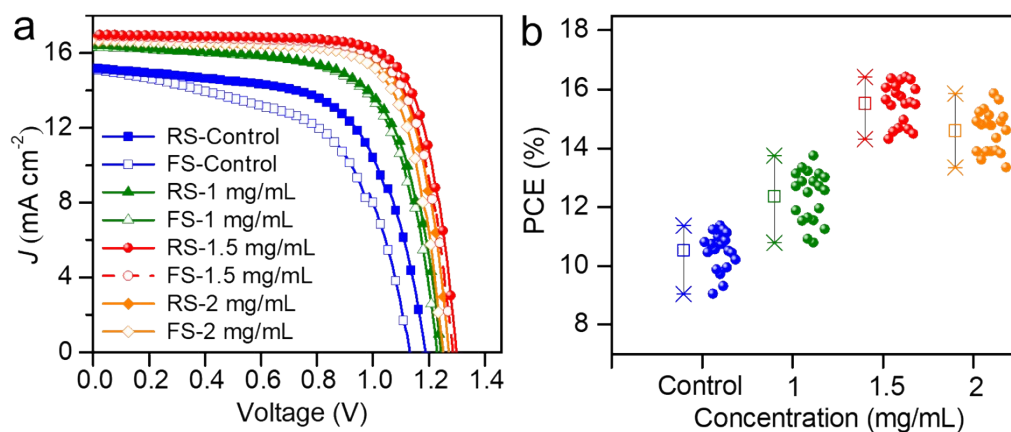 a
J (mA cm⁻²)
16
12
8
4
0
RS-Control
FS-Control
RS-1 mg/mL
FS-1 mg/mL
RS-1.5 mg/mL
FS-1.5 mg/mL
RS-2 mg/mL
FS-2 mg/mL
0.0 0.2 0.4 0.6 0.8 1.0 1.2 1.4
Voltage (V)
b
PCE (%)
18
16
14
12
10
8
Control 1 1.5 2
Concentration (mg/mL)